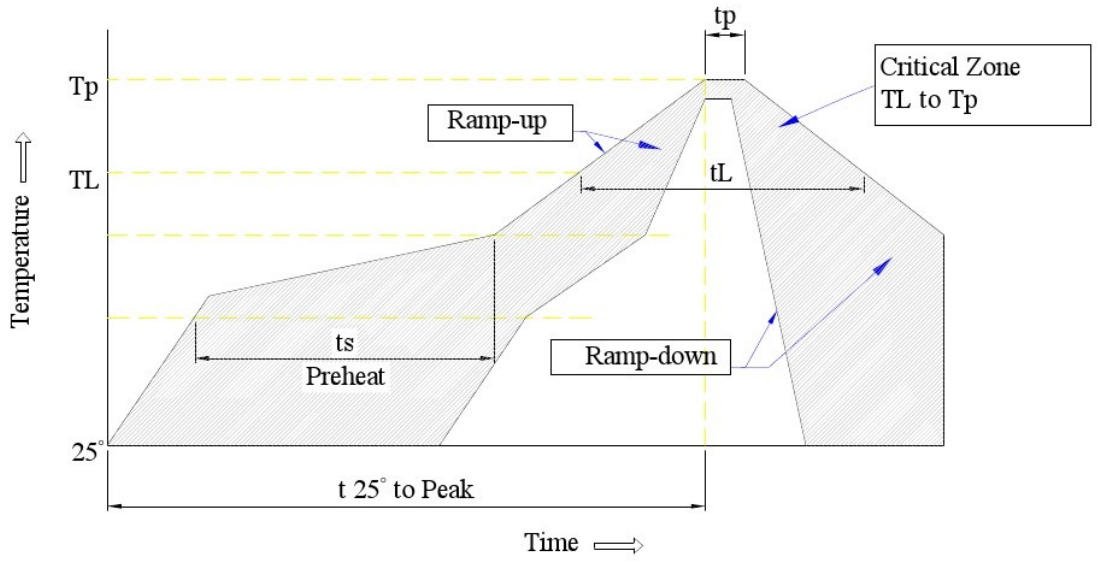 tp
Critical Zone
TL to Tp
Tp
Ramp-up
TL
tL
Temperature
ts
Preheat
Ramp-down
25°
t 25° to Peak
Time